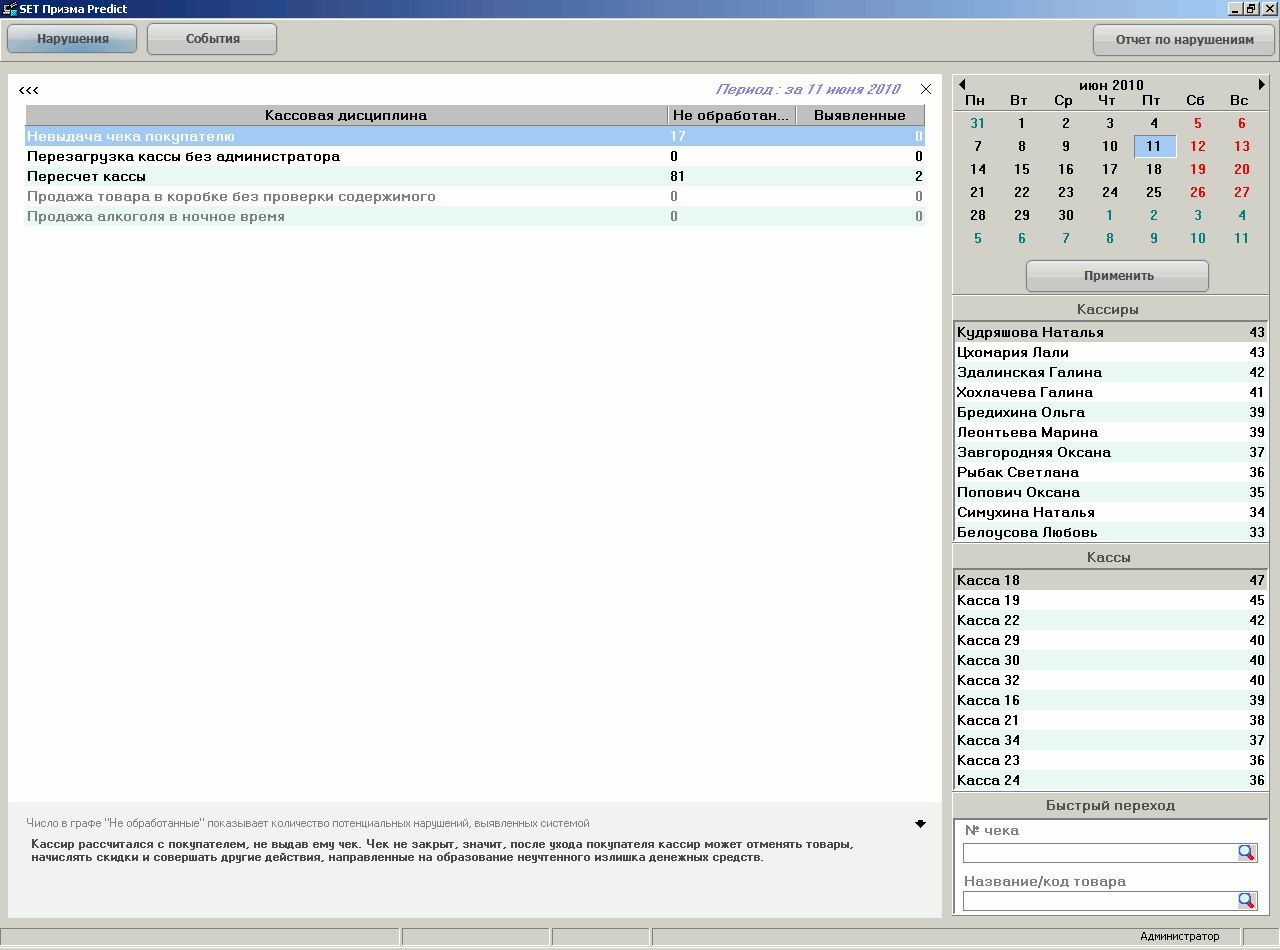 SET Призма Predict
Нарушения
События
Отчет по нарушениям
<<<
Период : за 11 июня 2010
Кассовая дисциплина Не обработан... Выявленные
Невыдача чека покупателю 17 0
Перезагрузка кассы без администратора 0 0
Пересчет кассы 81 2
Продажа товара в коробке без проверки содержимого 0 0
Продажа алкоголя в ночное время 0 0
Число в графе "Не обработанные" показывает количество потенциальных нарушений, выявленных системой
Кассир рассчитался с покупателем, не выдав ему чек. Чек не закрыт, значит, после ухода покупателя кассир может отменять товары,
начислять скидки и совершать другие действия, направленные на образование неучтенного излишка денежных средств.
июн 2010
Пн Вт Ср Чт Пт Сб Вс
31 1 2 3 4 5 6
7 8 9 10 11 12 13
14 15 16 17 18 19 20
21 22 23 24 25 26 27
28 29 30 1 2 3 4
5 6 7 8 9 10 11
Применить
Кассиры
Кудряшова Наталья 43
Цхомария Лали 43
Здалинская Галина 42
Хохлачева Галина 41
Бредихина Ольга 39
Леонтьева Марина 39
Завгородняя Оксана 37
Рыбак Светлана 36
Попович Оксана 35
Симухина Наталья 34
Белоусова Любовь 33
Кассы
Касса 18 47
Касса 19 45
Касса 22 42
Касса 29 40
Касса 30 40
Касса 32 40
Касса 16 39
Касса 21 38
Касса 34 37
Касса 23 36
Касса 24 36
Быстрый переход
№ чека
Название/код товара
Администратор